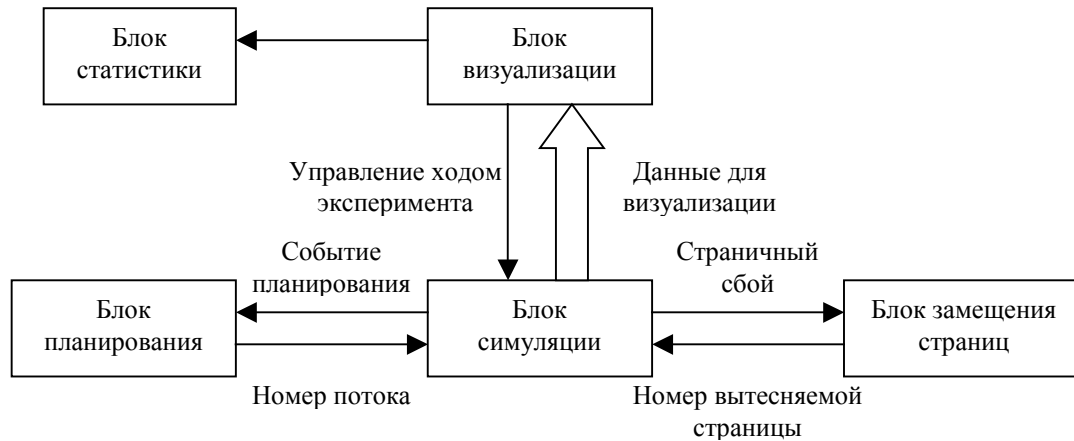 Блок
статистики
Блок
визуализации
Управление ходом
эксперимента
Данные для
визуализации
Событие
планирования
Страничный
сбой
Блок
планирования
Блок
симуляции
Блок замещения
страниц
Номер потока
Номер вытесняемой
страницы